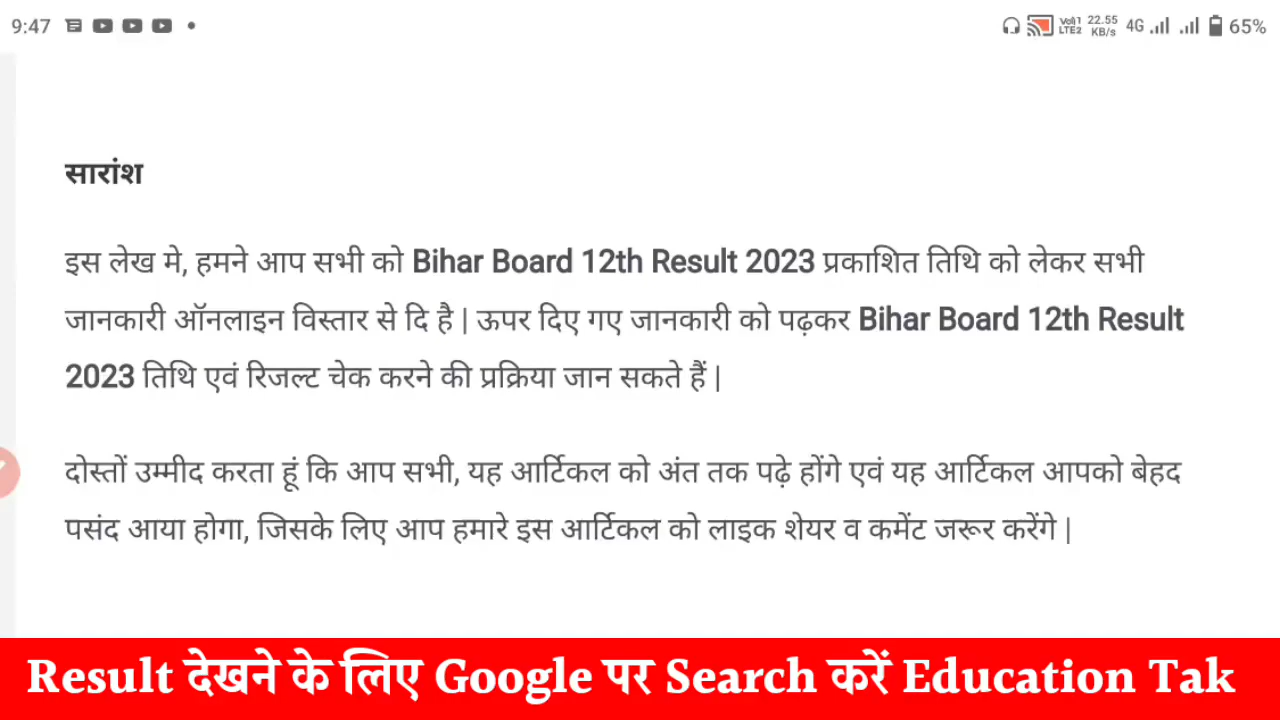 9:47
Vo)) 1 22.55 4G 65%
LTE2 KB/s
सारांश
इस लेख मे, हमने आप सभी को Bihar Board 12th Result 2023 प्रकाशित तिथि को लेकर सभी
जानकारी ऑनलाइन विस्तार से दि है | ऊपर दिए गए जानकारी को पढ़कर Bihar Board 12th Result
2023 तिथि एवं रिजल्ट चेक करने की प्रक्रिया जान सकते हैं |
दोस्तों उम्मीद करता हूं कि आप सभी, यह आर्टिकल को अंत तक पढ़े होंगे एवं यह आर्टिकल आपको बेहद
पसंद आया होगा, जिसके लिए आप हमारे इस आर्टिकल को लाइक शेयर व कमेंट जरूर करेंगे |
Result देखने के लिए Google पर Search करें Education Tak